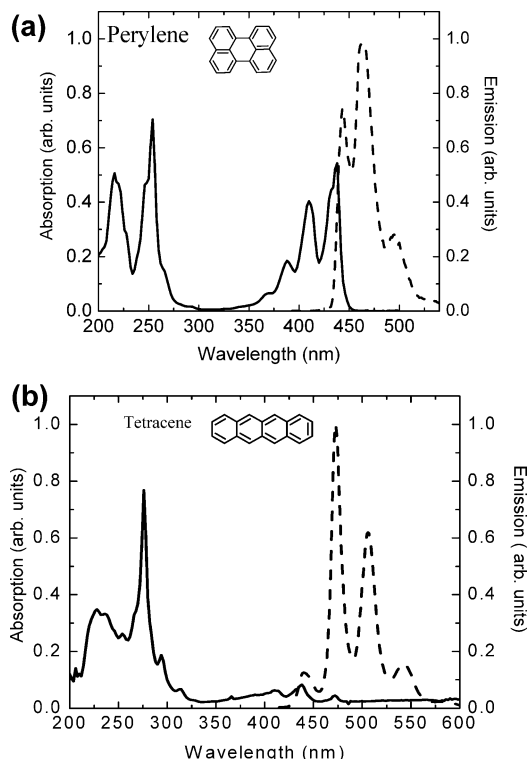 (a)
Perylene
1.0
0.8
0.6
0.4
0.2
0.0
Absorption (arb. units)
1.0
0.8
0.6
0.4
0.2
0.0
Emission (arb. units)
200 250 300 350 400 450 500
Wavelength (nm)
(b)
Tetracene
1.0
0.8
0.6
0.4
0.2
0.0
Absorption (arb. units)
1.0
0.8
0.6
0.4
0.2
0.0
Emission ( arb. units)
200 250 300 350 400 450 500 550 600
Wavelength (nm)